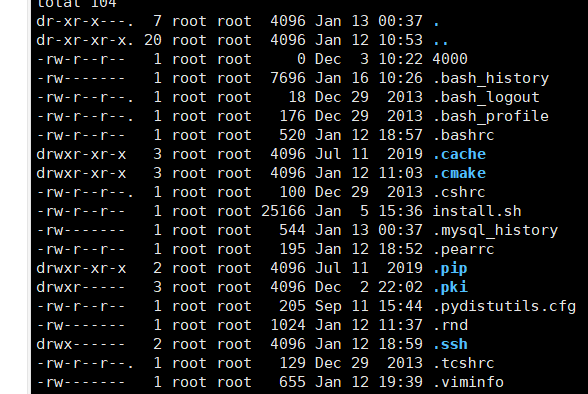 total 104
dr-xr-x---.  7 root root  4096 Jan 13 00:37 .
dr-xr-xr-x. 20 root root  4096 Jan 12 10:53 ..
-rw-r--r--   1 root root     0 Dec  3 10:22 4000
-rw-------   1 root root  7696 Jan 16 10:26 .bash_history
-rw-r--r--.  1 root root    18 Dec 29  2013 .bash_logout
-rw-r--r--.  1 root root   176 Dec 29  2013 .bash_profile
-rw-r--r--   1 root root   520 Jan 12 18:57 .bashrc
drwxr-xr-x   3 root root  4096 Jul 11  2019 .cache
drwxr-xr-x   3 root root  4096 Jan 12 11:03 .cmake
-rw-r--r--.  1 root root   100 Dec 29  2013 .cshrc
-rw-r--r--   1 root root 25166 Jan  5 15:36 install.sh
-rw-------   1 root root   544 Jan 13 00:37 .mysql_history
-rw-r--r--   1 root root   195 Jan 12 18:52 .pearrc
drwxr-xr-x   2 root root  4096 Jul 11  2019 .pip
drwxr-----   3 root root  4096 Dec  2 22:02 .pki
-rw-r--r--   1 root root   205 Sep 11 15:44 .pydistutils.cfg
-rw-------   1 root root  1024 Jan 12 11:37 .rnd
drwx------   2 root root  4096 Jan 12 18:59 .ssh
-rw-r--r--.  1 root root   129 Dec 29  2013 .tcshrc
-rw-------   1 root root   655 Jan 12 19:39 .viminfo